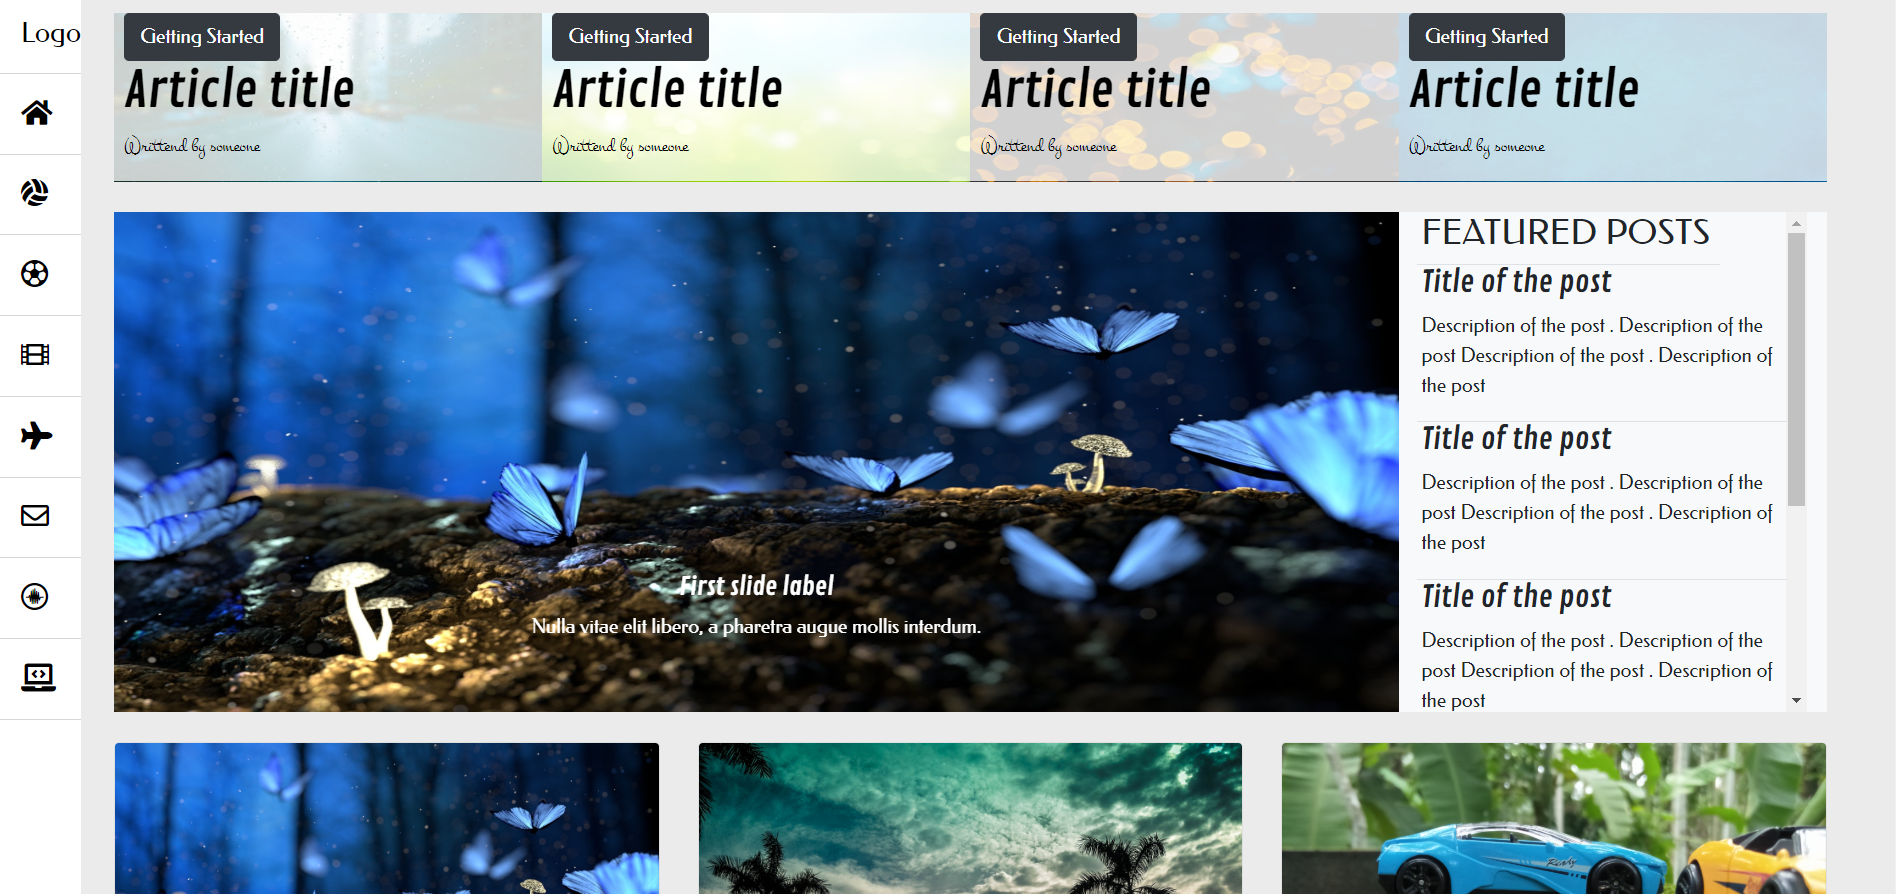 Logo
Getting Started
Article title
Writtend by someone
Getting Started
Article title
Writtend by someone
Getting Started
Article title
Writtend by someone
Getting Started
Article title
Writtend by someone
First slide label
Nulla vitae elit libero, a pharetra augue mollis interdum.
FEATURED POSTS
Title of the post
Description of the post . Description of the
post Description of the post . Description of
the post
Title of the post
Description of the post . Description of the
post Description of the post . Description of
the post
Title of the post
Description of the post . Description of the
post Description of the post . Description of
the post
Ready